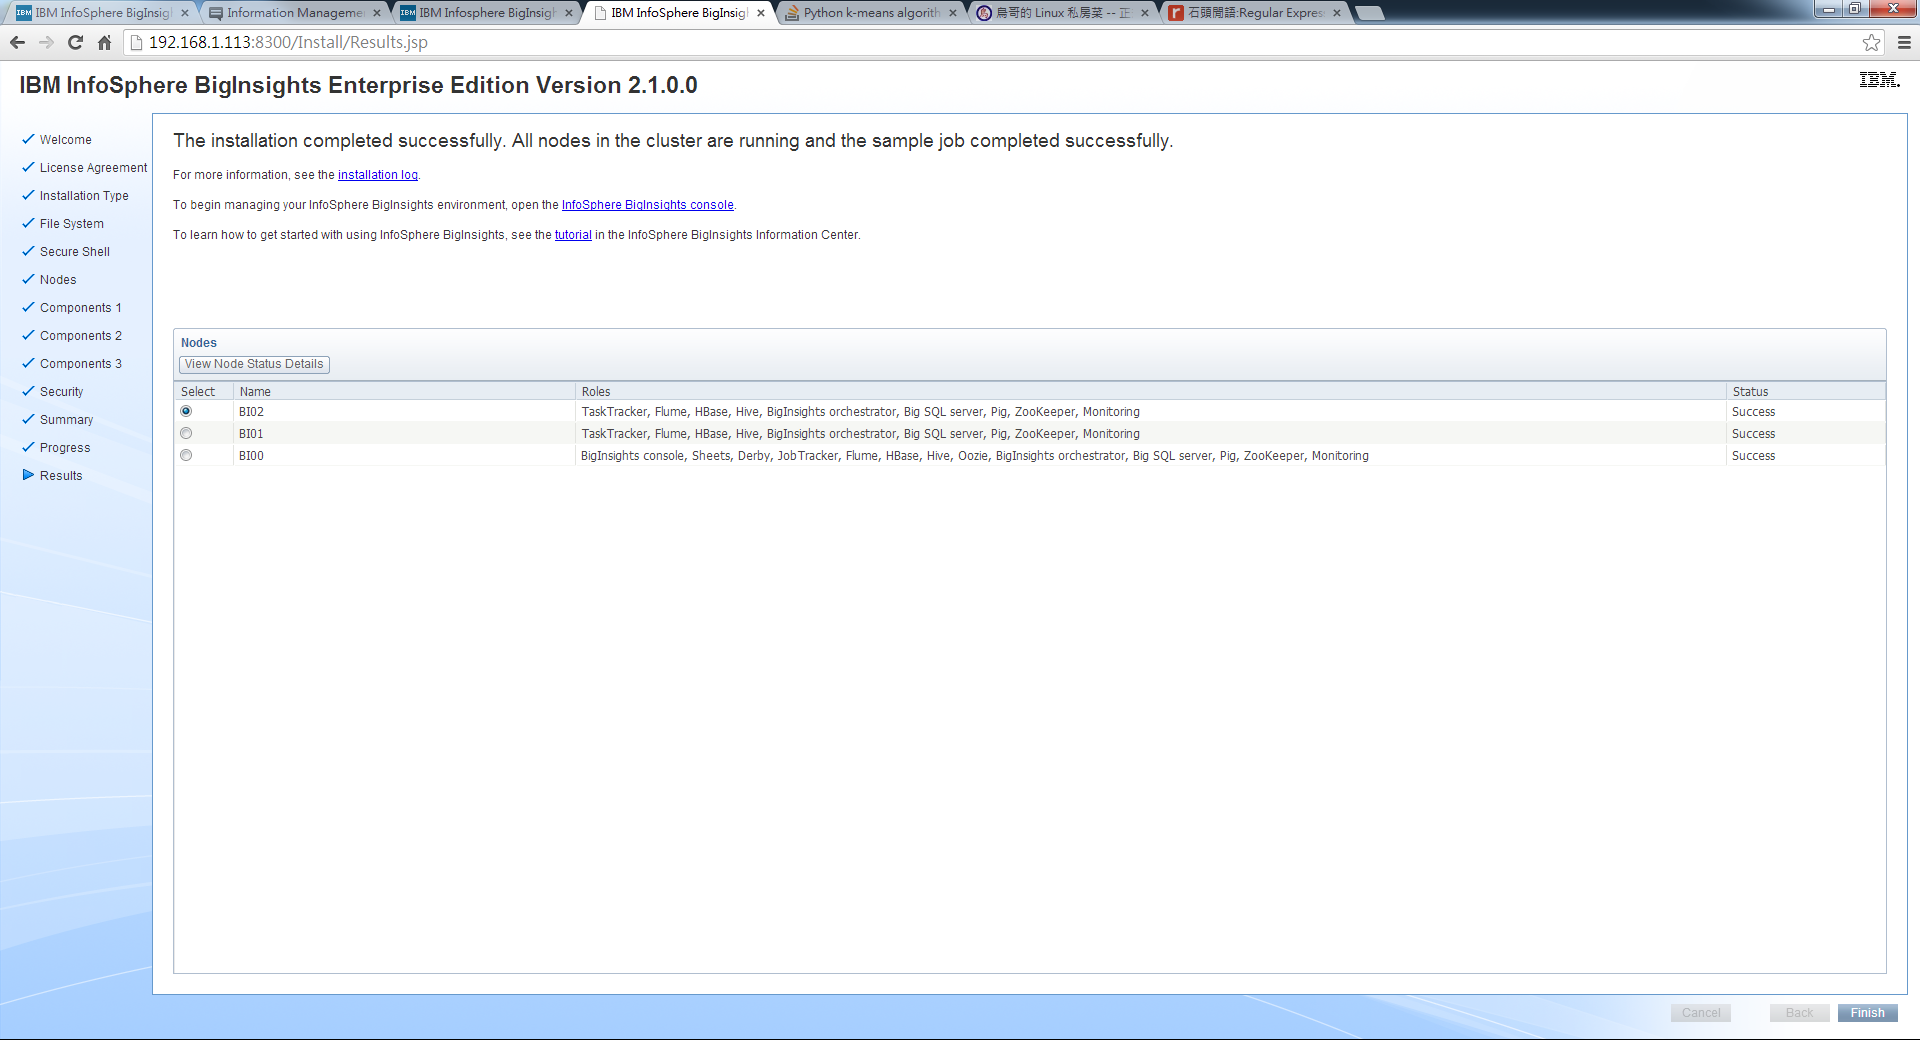 IBM InfoSphere BigInsigh
Information Manageme
IBM Infosphere BigInsigh
IBM InfoSphere BigInsigh
Python k-means algorith
鳥哥的 Linux 私房菜 -- 正
石頭閒語:Regular Expres
192.168.1.113:8300/Install/Results.jsp
IBM InfoSphere BigInsights Enterprise Edition Version 2.1.0.0
IBM.
Welcome
License Agreement
Installation Type
File System
Secure Shell
Nodes
Components 1
Components 2
Components 3
Security
Summary
Progress
Results
The installation completed successfully. All nodes in the cluster are running and the sample job completed successfully.
For more information, see the installation log.
To begin managing your InfoSphere BigInsights environment, open the InfoSphere BigInsights console.
To learn how to get started with using InfoSphere BigInsights, see the tutorial in the InfoSphere BigInsights Information Center.
Nodes
View Node Status Details
Select Name Roles Status
BI02 TaskTracker, Flume, HBase, Hive, BigInsights orchestrator, Big SQL server, Pig, ZooKeeper, Monitoring Success
BI01 TaskTracker, Flume, HBase, Hive, BigInsights orchestrator, Big SQL server, Pig, ZooKeeper, Monitoring Success
BI00 BigInsights console, Sheets, Derby, JobTracker, Flume, HBase, Hive, Oozie, BigInsights orchestrator, Big SQL server, Pig, ZooKeeper, Monitoring Success
Cancel Back Finish